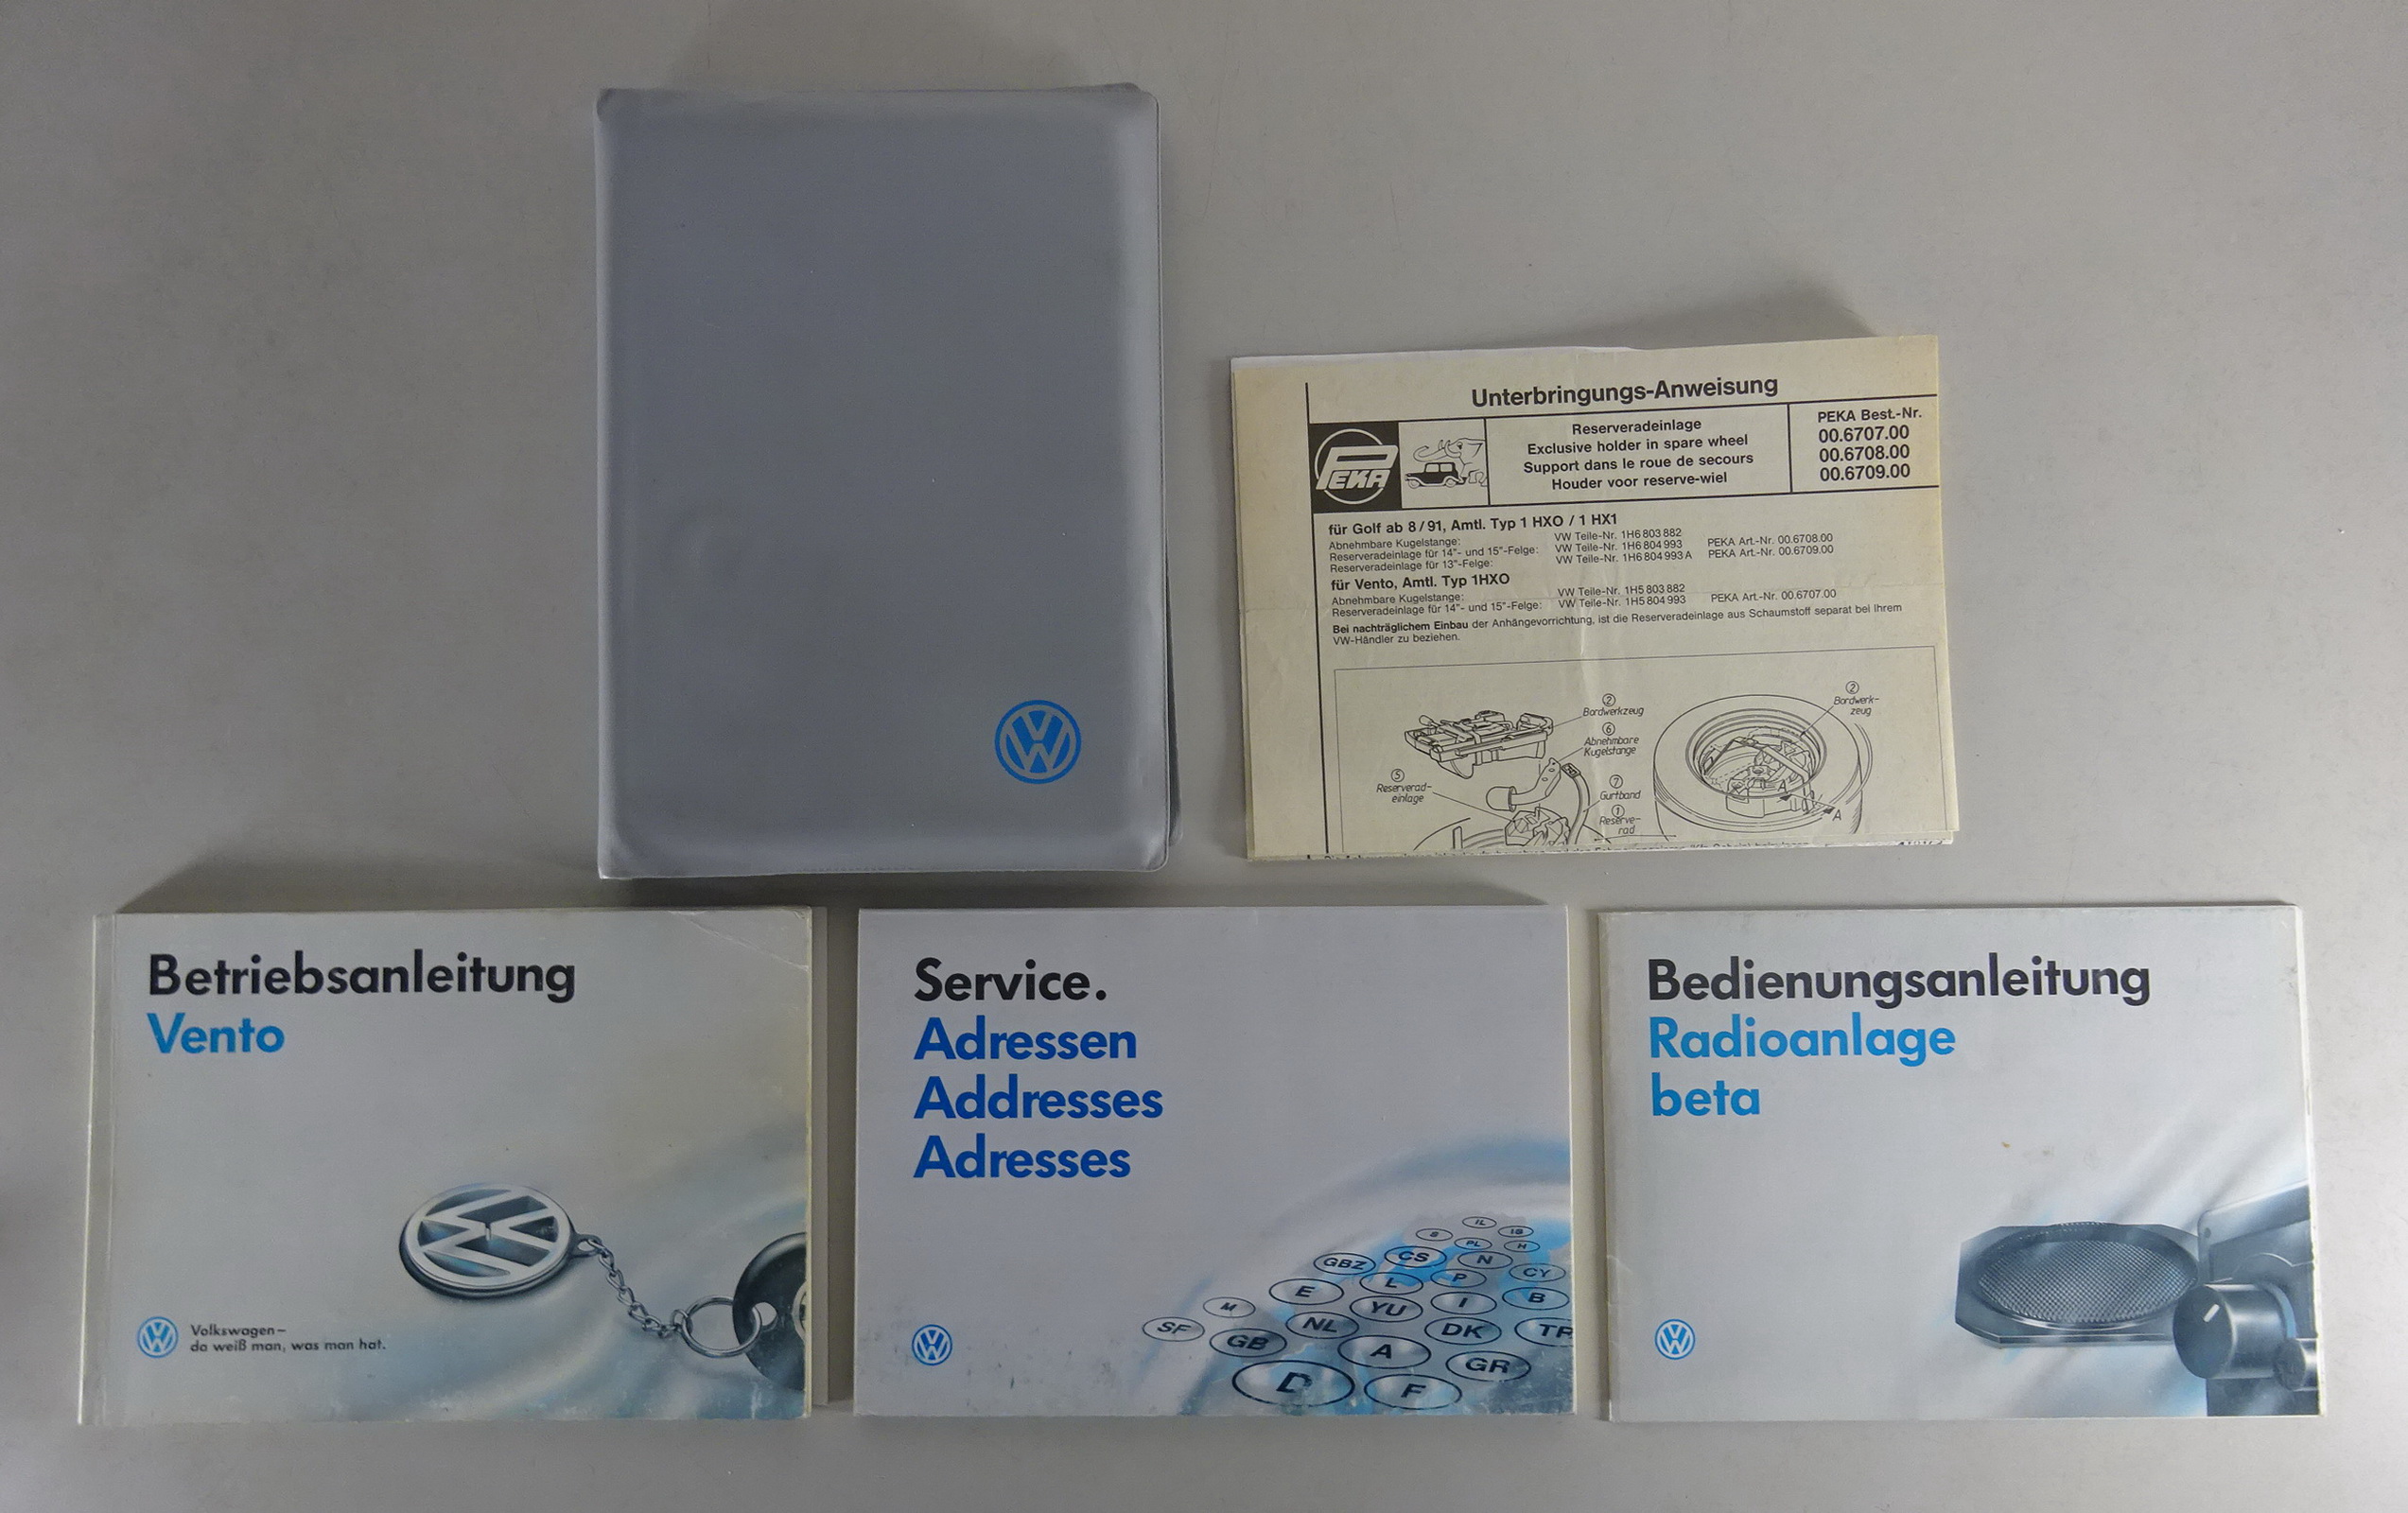 Unterbringungs-Anweisung
PEKA
Reserveradeinlage
Exclusive holder in spare wheel
Support dans le roue de secours
Houder voor reserve-wiel
PEKA Best.-Nr.
00.6707.00
00.6708.00
00.6709.00
für Golf ab 8/91, Amtl. Typ 1 HXO / 1 HX1
Abnehmbare Kugelstange: VW Teile-Nr. 1H6 803 882
Reserveradeinlage für 14"- und 15"-Felge: VW Teile-Nr. 1H6 804 993 PEKA Art.-Nr. 00.6708.00
Reserveradeinlage für 13"-Felge: VW Teile-Nr. 1H6 804 993 A PEKA Art.-Nr. 00.6709.00
für Vento, Amtl. Typ 1HXO
Abnehmbare Kugelstange: VW Teile-Nr. 1H5 803 882
Reserveradeinlage für 14"- und 15"-Felge: VW Teile-Nr. 1H5 804 993 PEKA Art.-Nr. 00.6707.00
Bei nachträglichem Einbau der Anhängevorrichtung, ist die Reserveradeinlage aus Schaumstoff separat bei Ihrem
VW-Händler zu beziehen.
2
Bordwerkzeug
6
Abnehmbare
Kugelstange
5
Reserverad-
einlage
7
Gurtband
1
Reserve-
rad
2
Bordwerk-
zeug
A
A
Betriebsanleitung
Vento
Volkswagen–
da weiß man, was man hat.
Service.
Adressen
Addresses
Adresses
IL
S
IS
PL
H
GBZ
CS
N
CY
L
P
E
B
M
YU
I
SF
NL
DK
TR
GB
A
GR
D
F
Bedienungsanleitung
Radioanlage
beta